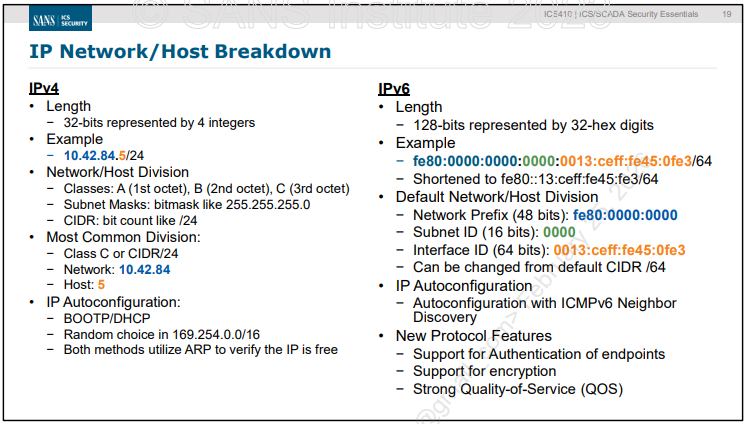 © SANS Institute 2025
SANS | ICS SECURITY
ICS410 | ICS/SCADA Security Essentials 19
IP Network/Host Breakdown
IPv4
• Length
− 32-bits represented by 4 integers
• Example
− 10.42.84.5/24
• Network/Host Division
− Classes: A (1st octet), B (2nd octet), C (3rd octet)
− Subnet Masks: bitmask like 255.255.255.0
− CIDR: bit count like /24
• Most Common Division:
− Class C or CIDR/24
− Network: 10.42.84
− Host: 5
• IP Autoconfiguration:
− BOOTP/DHCP
− Random choice in 169.254.0.0/16
− Both methods utilize ARP to verify the IP is free
IPv6
• Length
− 128-bits represented by 32-hex digits
• Example
− fe80:0000:0000:0000:0013:ceff:fe45:0fe3/64
− Shortened to fe80::13:ceff:fe45:fe3/64
• Default Network/Host Division
− Network Prefix (48 bits): fe80:0000:0000
− Subnet ID (16 bits): 0000
− Interface ID (64 bits): 0013:ceff:fe45:0fe3
− Can be changed from default CIDR /64
• IP Autoconfiguration
− Autoconfiguration with ICMPv6 Neighbor
Discovery
• New Protocol Features
− Support for Authentication of endpoints
− Support for encryption
− Strong Quality-of-Service (QOS)